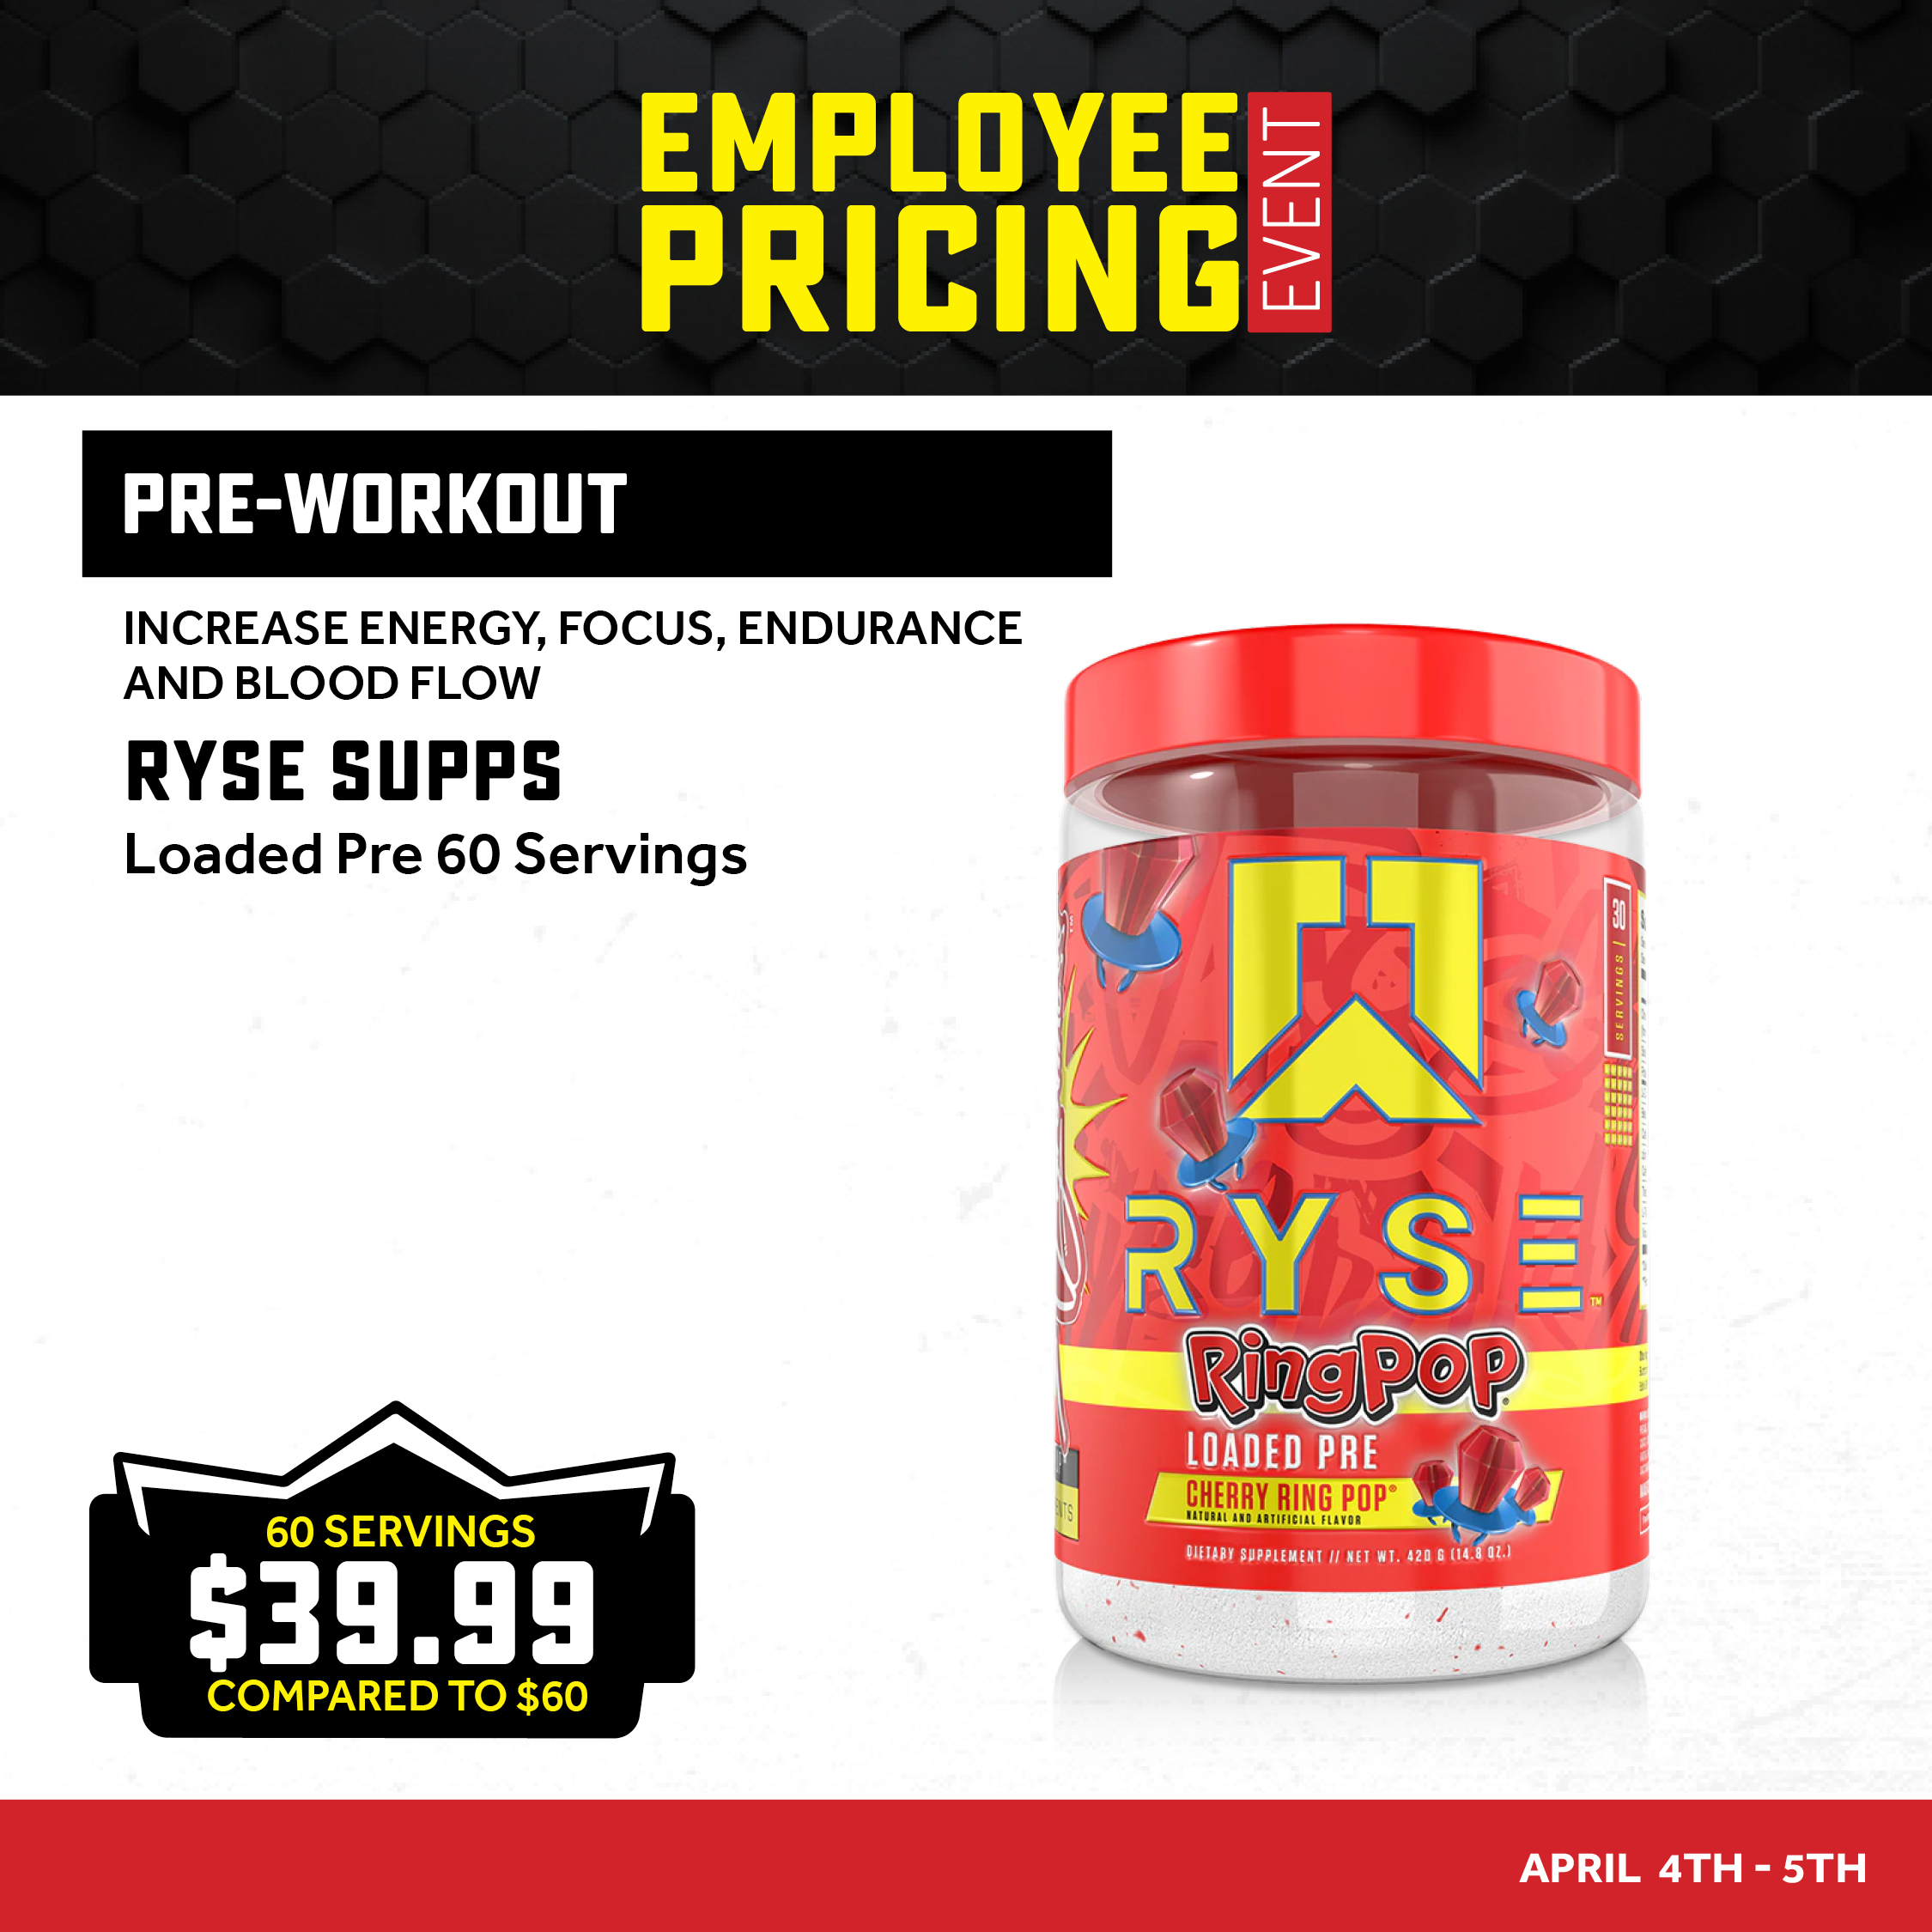 EMPLOYEE
PRICING
EVENT
PRE-WORKOUT
INCREASE ENERGY, FOCUS, ENDURANCE
AND BLOOD FLOW
RYSE SUPPS
Loaded Pre 60 Servings
30
SERVINGS
RYSE™
RingPOP®
LOADED PRE
CHERRY RING POP®
NATURAL AND ARTIFICIAL FLAVOR
DIETARY SUPPLEMENT // NET WT. 420 G (14.8 OZ.)
60 SERVINGS
$39.99
COMPARED TO $60
APRIL 4TH - 5TH